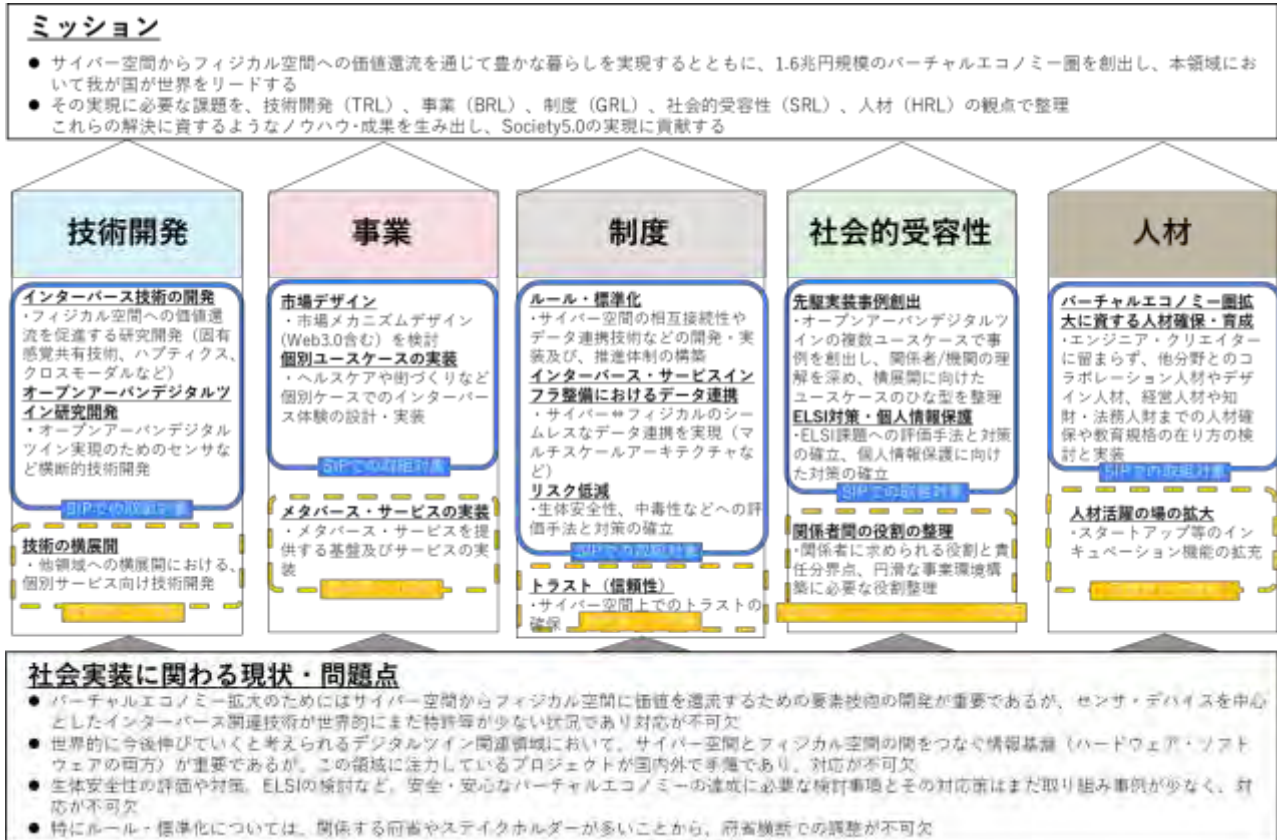 ミッション
● サイバー空間からフィジカル空間への価値還流を通じて豊かな暮らしを実現するとともに、1.6兆円規模のバーチャルエコノミー圏を創出し、本領域にお
いて我が国が世界をリードする
● その実現に必要な課題を、技術開発（TRL）、事業（BRL）、制度（GRL）、社会的受容性（SRL）、人材（HRL）の観点で整理
これらの解決に資するようなノウハウ・成果を生み出し、Society5.0の実現に貢献する
技術開発
インターバース技術の開発
・フィジカル空間への価値還
流を促進する研究開発（固有
感覚共有技術、ハプティクス、
クロスモーダルなど）
オープンアーバンデジタルツ
イン研究開発
・オープンアーバンデジタル
ツイン実現のためのセンサな
ど横断的技術開発
SIPでの取組対象
技術の横展開
・他領域への横展開における、
個別サービス向け技術開発
事業
市場デザイン
・市場メカニズムデザイン
（Web3.0含む）を検討
個別ユースケースの実装
・ヘルスケアや街づくりなど
個別ケースでのインターバー
ス体験の設計・実装
SIPでの取組対象
メタバース・サービスの実装
・メタバース・サービスを提
供する基盤及びサービスの実
装
制度
ルール・標準化
・サイバー空間の相互接続性や
データ連携技術などの開発・実
装及び、推進体制の構築
インターバース・サービスイン
フラ整備におけるデータ連携
・サイバー⇔フィジカルのシー
ムレスなデータ連携を実現（マ
ルチスケールアーキテクチャな
ど）
リスク低減
・生体安全性、中毒性などへの評
価手法と対策の確立
SIPでの取組対象
トラスト（信頼性）
・サイバー空間上でのトラストの
確保
社会的受容性
先駆実装事例創出
・オープンアーバンデジタルツ
インの複数ユースケースで事
例を創出し、関係者/機関の理
解を深め、横展開に向けた
ユースケースのひな型を整理
ELSI対策・個人情報保護
・ELSI課題への評価手法と対策
の確立、個人情報保護に向け
た対策の確立
SIPでの取組対象
関係者間の役割の整理
・関係者に求められる役割と責
任分界点、円滑な事業環境構
築に必要な役割整理
人材
バーチャルエコノミー圏拡
大に資する人材確保・育成
・エンジニア・クリエイター
に留まらず、他分野とのコ
ラボレーション人材やデザ
イン人材、経営人材や知
財・法務人財までの人材確
保や教育規格の在り方の検
討と実装
SIPでの取組対象
人材活躍の場の拡大
・スタートアップ等のイン
キュベーション機能の拡充
社会実装に関わる現状・問題点
● バーチャルエコノミー拡大のためにはサイバー空間からフィジカル空間に価値を還流するための要素技術の開発が重要であるが、センサ・デバイスを中心
としたインターバース関連技術が世界的にまだ特許等が少ない状況であり対応が不可欠
● 世界的に今後伸びていくと考えられるデジタルツイン関連領域において、サイバー空間とフィジカル空間の間をつなぐ情報基盤（ハードウェア・ソフト
ウェアの両方）が重要であるが、この領域に注力しているプロジェクトが国内外で手薄であり、対応が不可欠
● 生体安全性の評価や対策、ELSIの検討など、安全・安心なバーチャルエコノミーの達成に必要な検討事項とその対応策はまだ取り組み事例が少なく、対
応が不可欠
● 特にルール・標準化については、関係する府省やステイクホルダーが多いことから、府省横断での調整が不可欠